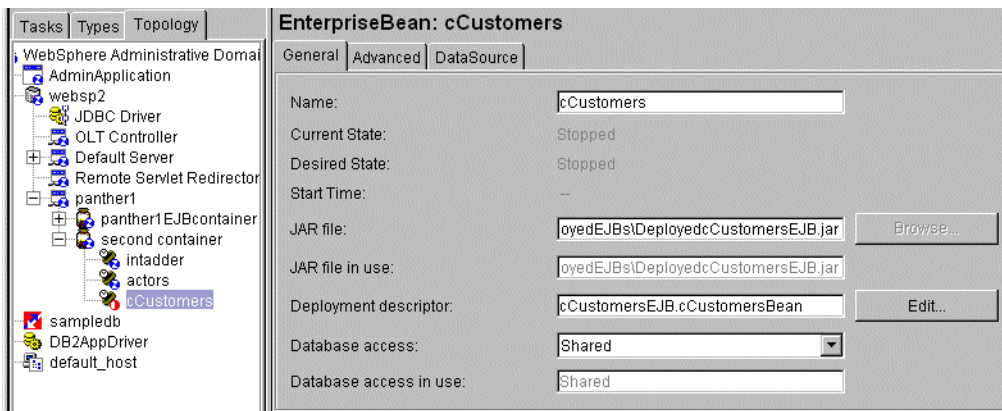 Tasks Types Topology
WebSphere Administrative Domai
AdminApplication
websp2
JDBC Driver
OLT Controller
Default Server
Remote Servlet Redirector
panther1
panther1EJBcontainer
second container
intadder
actors
cCustomers
sampledb
DB2AppDriver
default_host
EnterpriseBean: cCustomers
General Advanced DataSource
Name: cCustomers
Current State: Stopped
Desired State: Stopped
Start Time: --
JAR file: oyedEJBs\DeployedcCustomersEJB.jar Browse...
JAR file in use: oyedEJBs\DeployedcCustomersEJB.jar
Deployment descriptor: cCustomersEJB.cCustomersBean Edit...
Database access: Shared
Database access in use: Shared